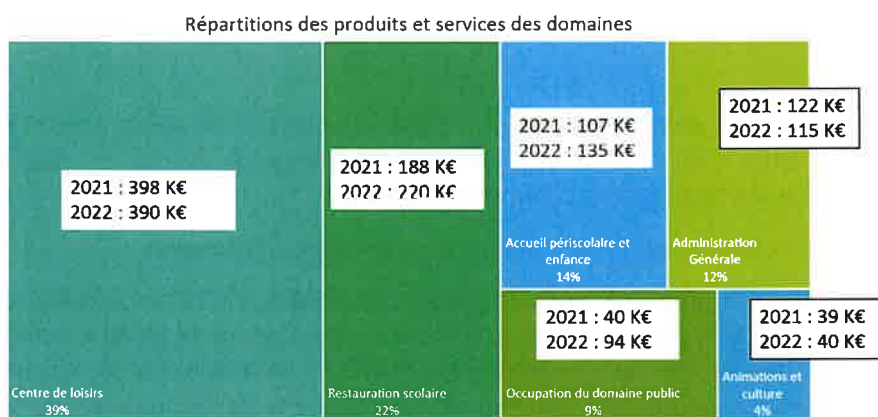 Répartitions des produits et services des domaines
2021 : 398 K€
2022 : 390 K€
Centre de loisirs
39%
2021 : 188 K€
2022 : 220 K€
Restauration scolaire
22%
2021 : 107 K€
2022 : 135 K€
Accueil périscolaire et
enfance
14%
2021 : 122 K€
2022 : 115 K€
Administration
Générale
12%
2021 : 40 K€
2022 : 94 K€
Occupation du domaine public
9%
2021 : 39 K€
2022 : 40 K€
Animations et
culture
4%